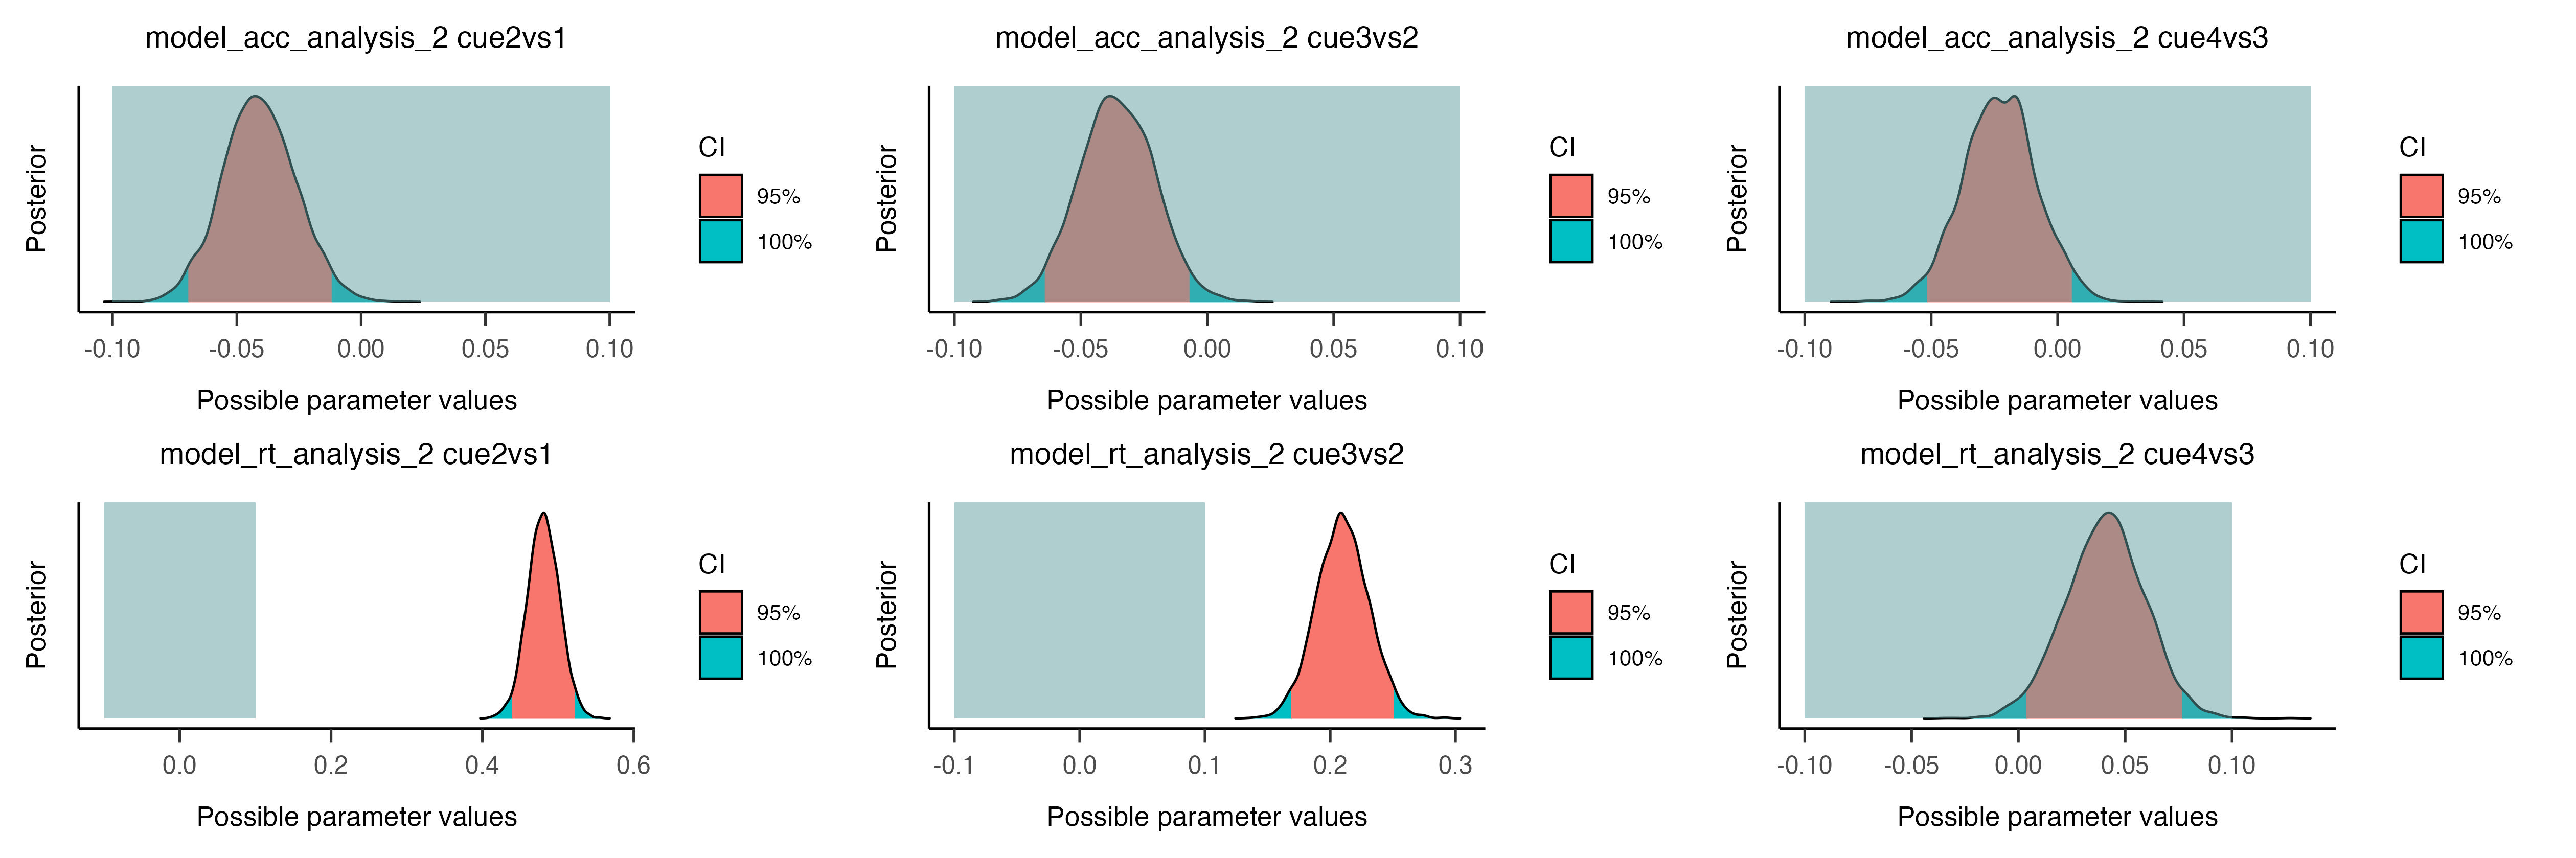 model_acc_analysis_2 cue2vs1
Posterior
-0.10 -0.05 0.00 0.05 0.10
Possible parameter values
CI
95%
100%
model_acc_analysis_2 cue3vs2
Posterior
-0.10 -0.05 0.00 0.05 0.10
Possible parameter values
CI
95%
100%
model_acc_analysis_2 cue4vs3
Posterior
-0.10 -0.05 0.00 0.05 0.10
Possible parameter values
CI
95%
100%
model_rt_analysis_2 cue2vs1
Posterior
0.0 0.2 0.4 0.6
Possible parameter values
CI
95%
100%
model_rt_analysis_2 cue3vs2
Posterior
-0.1 0.0 0.1 0.2 0.3
Possible parameter values
CI
95%
100%
model_rt_analysis_2 cue4vs3
Posterior
-0.10 -0.05 0.00 0.05 0.10
Possible parameter values
CI
95%
100%